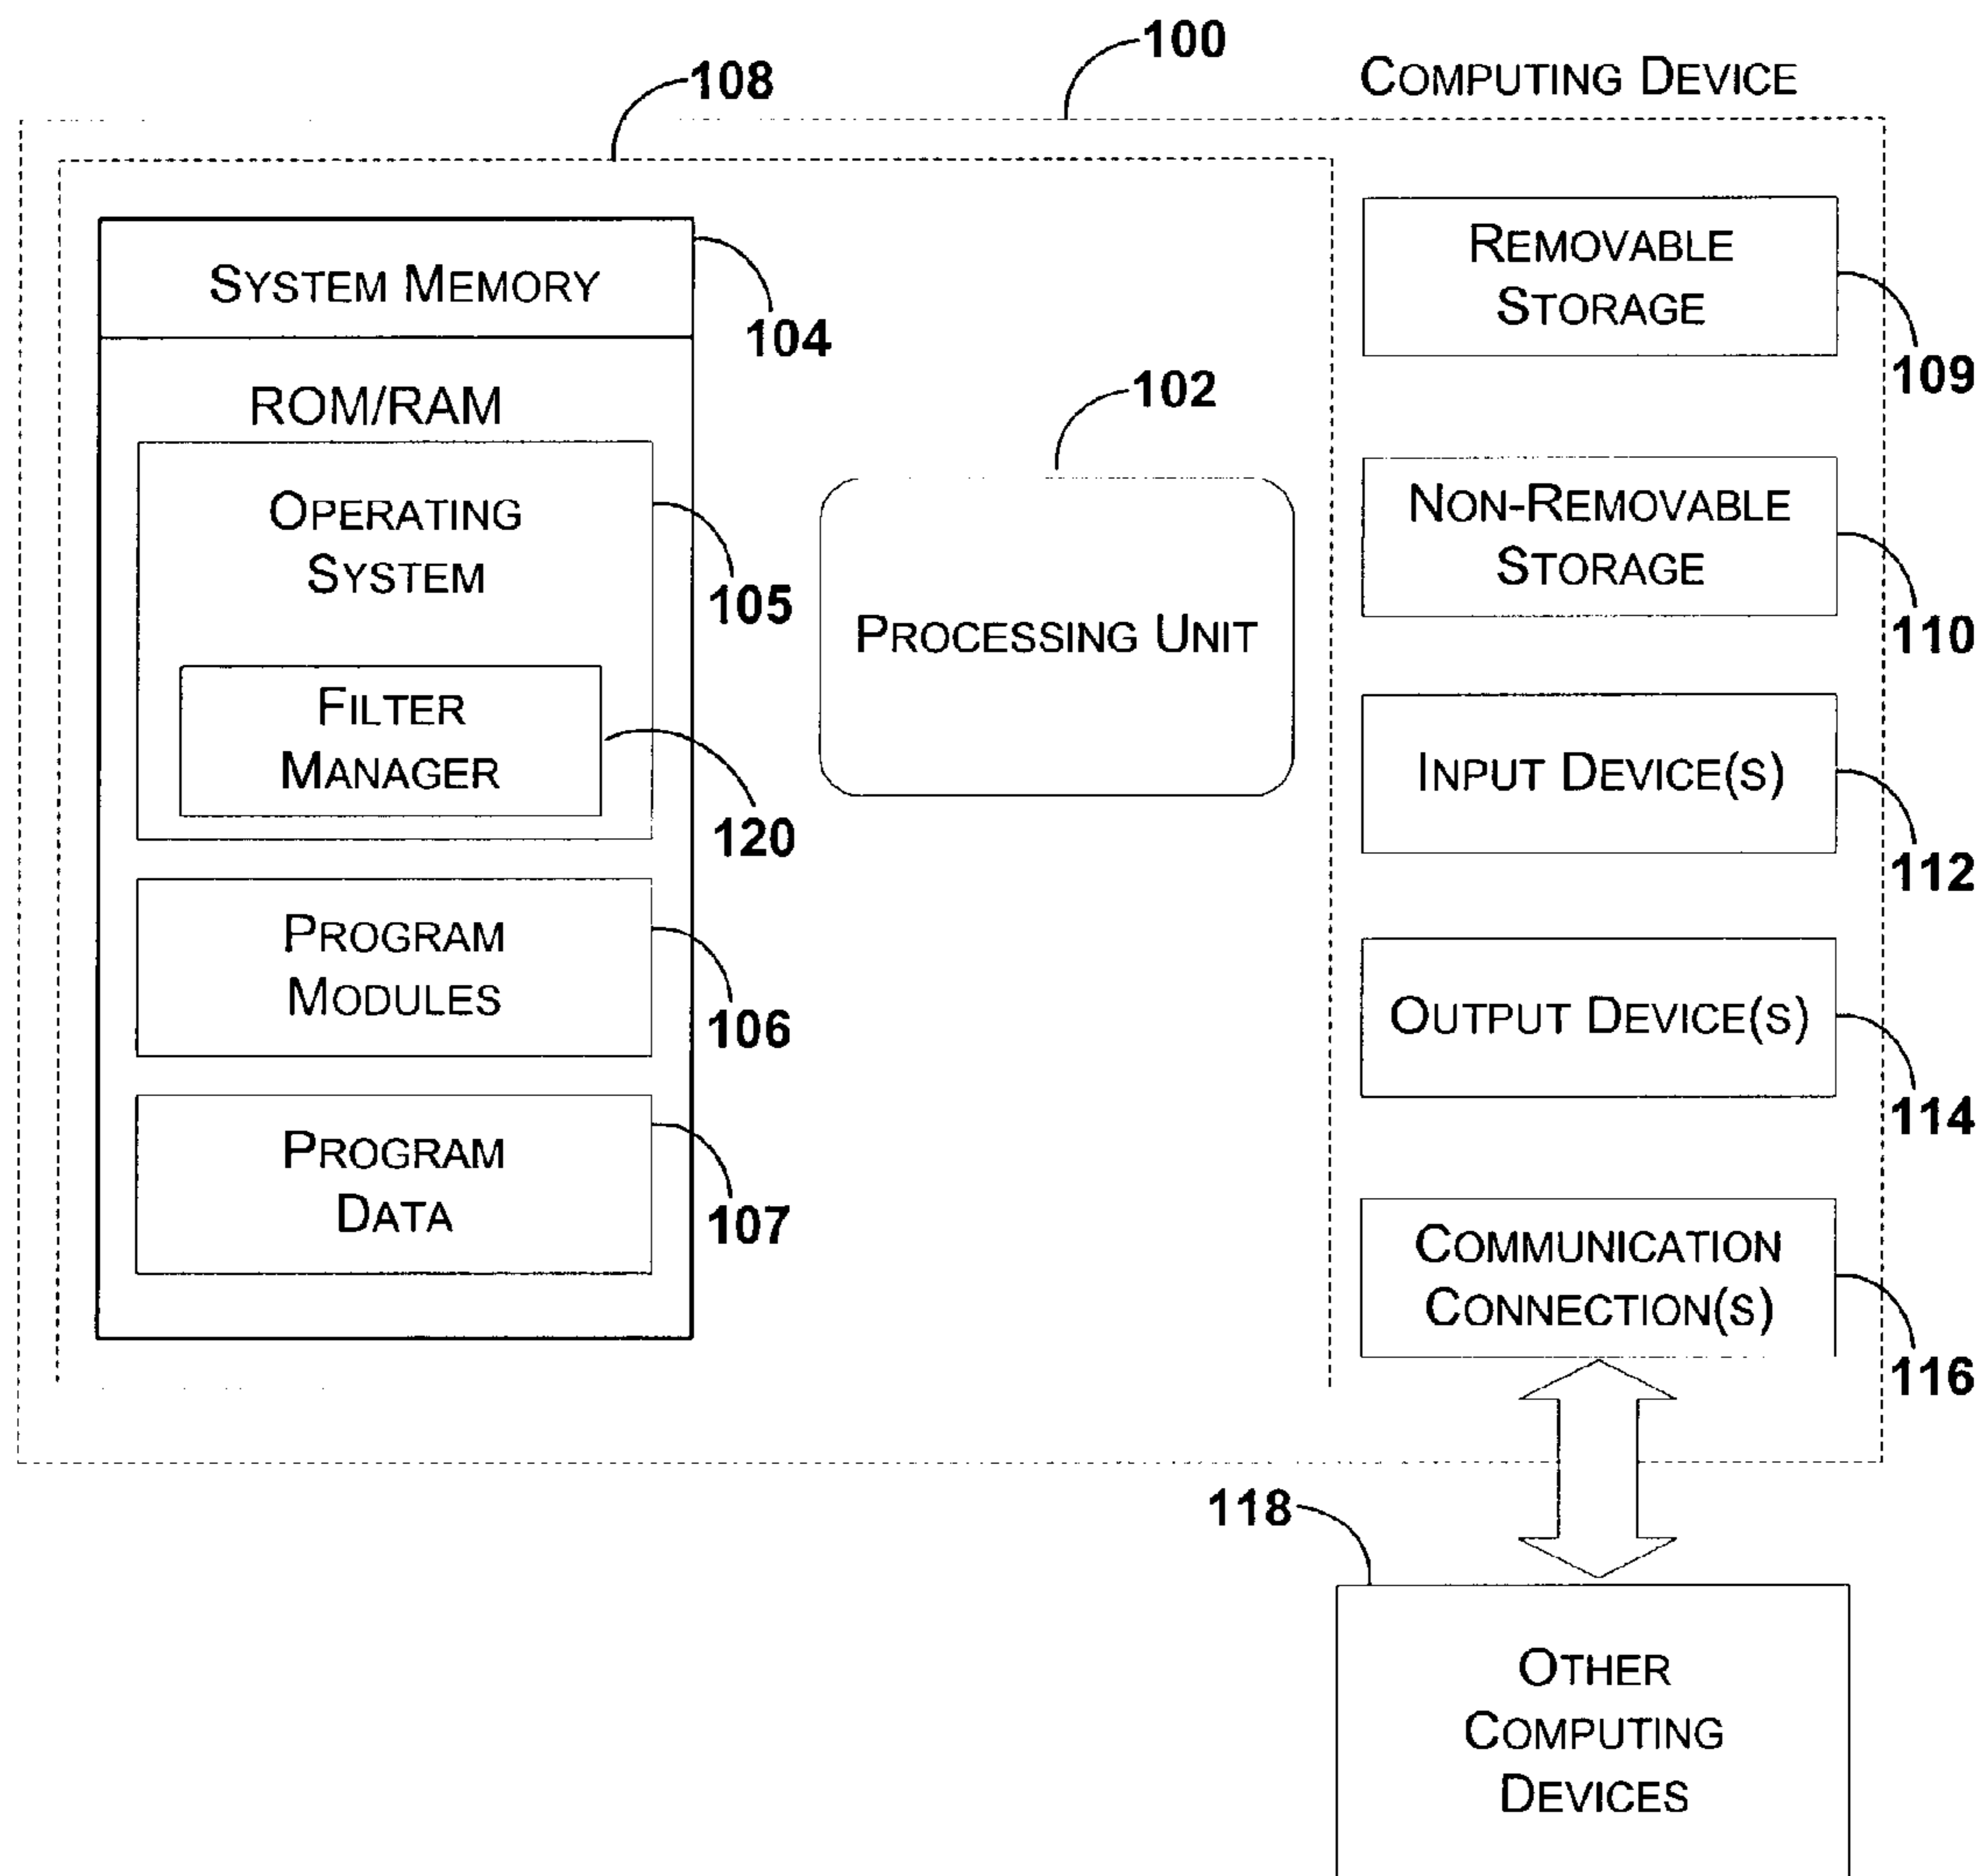 100
COMPUTING DEVICE
108
SYSTEM MEMORY
104
ROM/RAM
OPERATING
SYSTEM
105
FILTER
MANAGER
120
PROGRAM
MODULES
106
PROGRAM
DATA
107
102
PROCESSING UNIT
REMOVABLE
STORAGE
109
NON-REMOVABLE
STORAGE
110
INPUT DEVICE(S)
112
OUTPUT DEVICE(S)
114
COMMUNICATION
CONNECTION(S)
116
118
OTHER
COMPUTING
DEVICES